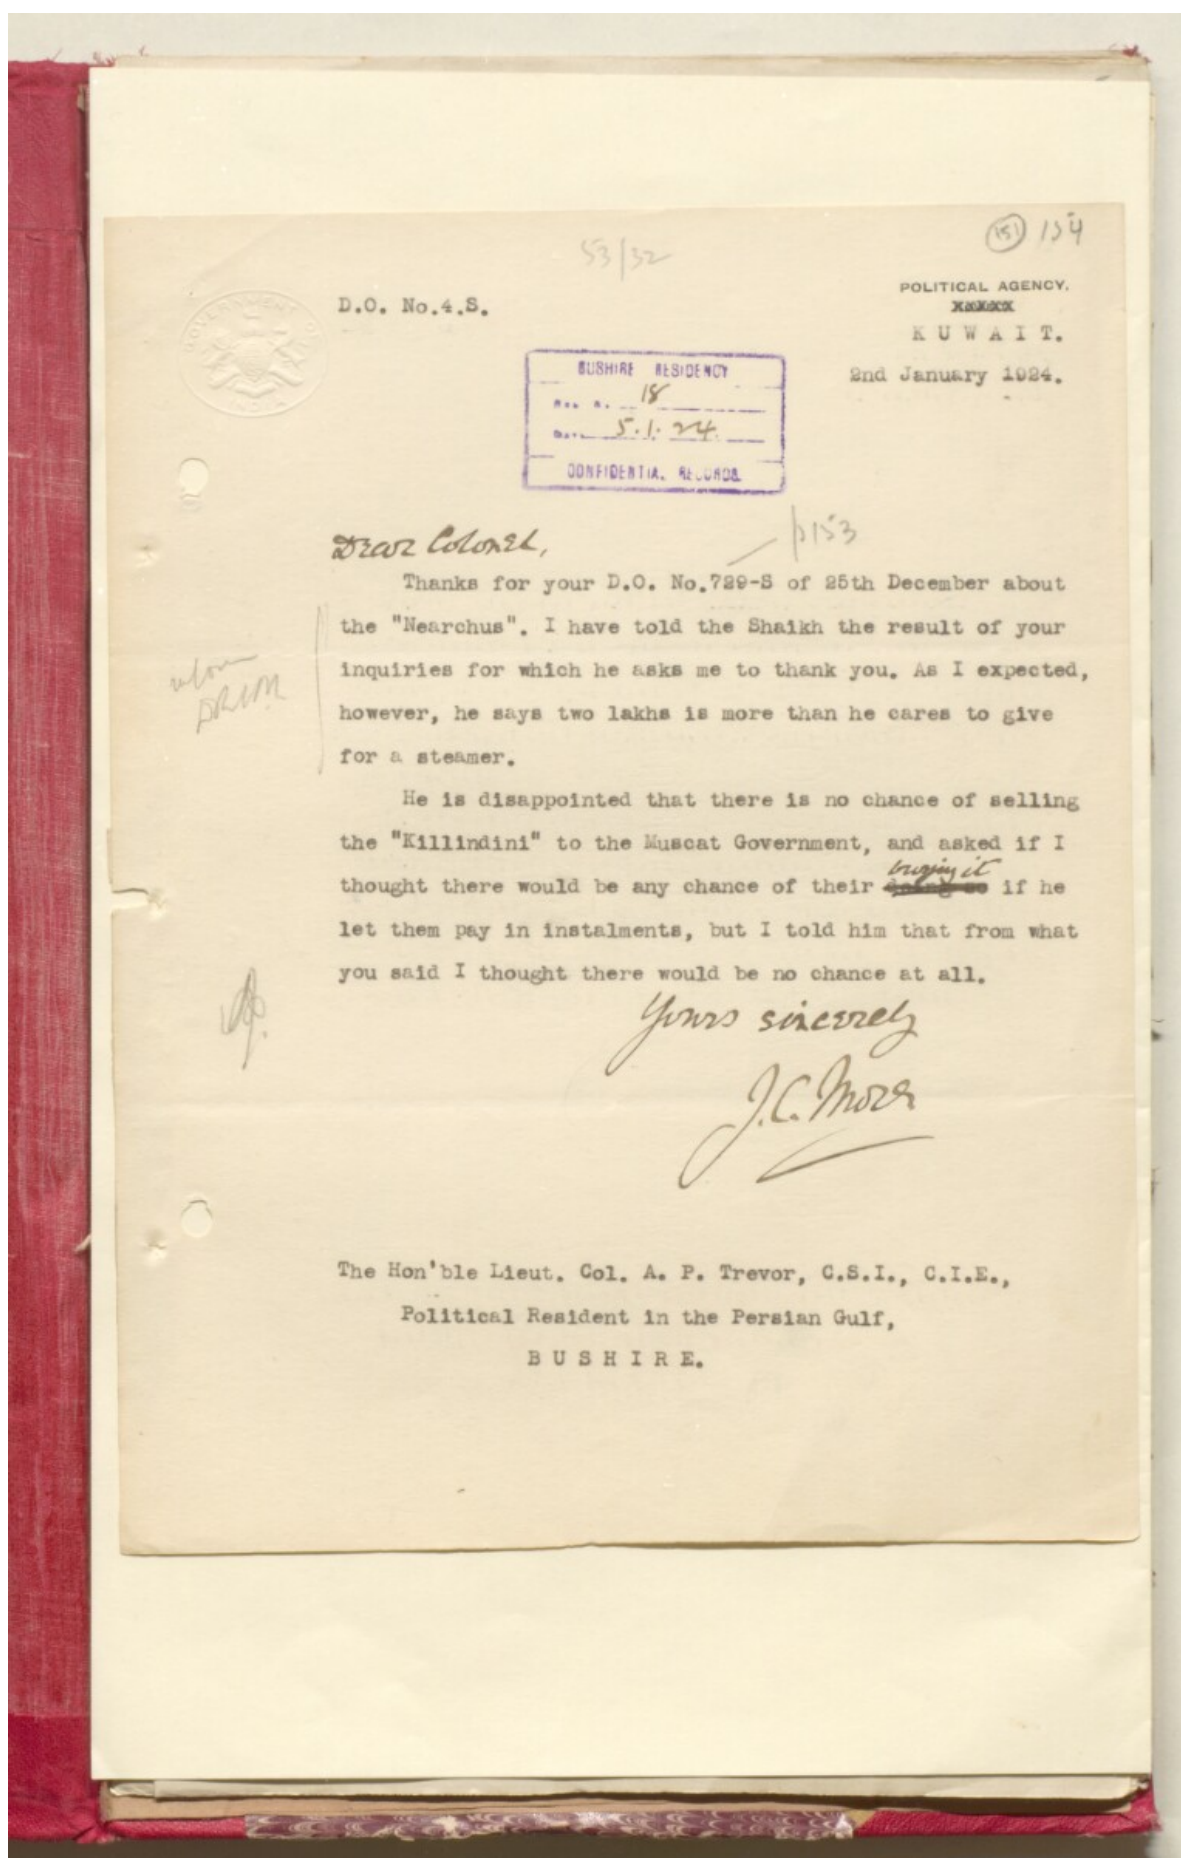 151 154
53/32
GOVERNMENT OF INDIA
D.O. No.4.S.
POLITICAL AGENCY.
KUWAIT.
2nd January 1924.
BUSHIRE RESIDENCY
18
5.1.24.
CONFIDENTIAL RECORDS.
p153
Dear Colonel,
Thanks for your D.O. No.729-S of 25th December about
the "Nearchus". I have told the Shaikh the result of your
inquiries for which he asks me to thank you. As I expected,
however, he says two lakhs is more than he cares to give
for a steamer.
inform
DRIM
He is disappointed that there is no chance of selling
the "Killindini" to the Muscat Government, and asked if I
thought there would be any chance of their buying it if he
let them pay in instalments, but I told him that from what
you said I thought there would be no chance at all.
Yours sincerely
J.C. More
The Hon'ble Lieut. Col. A. P. Trevor, C.S.I., C.I.E.,
Political Resident in the Persian Gulf,
BUSHIRE.